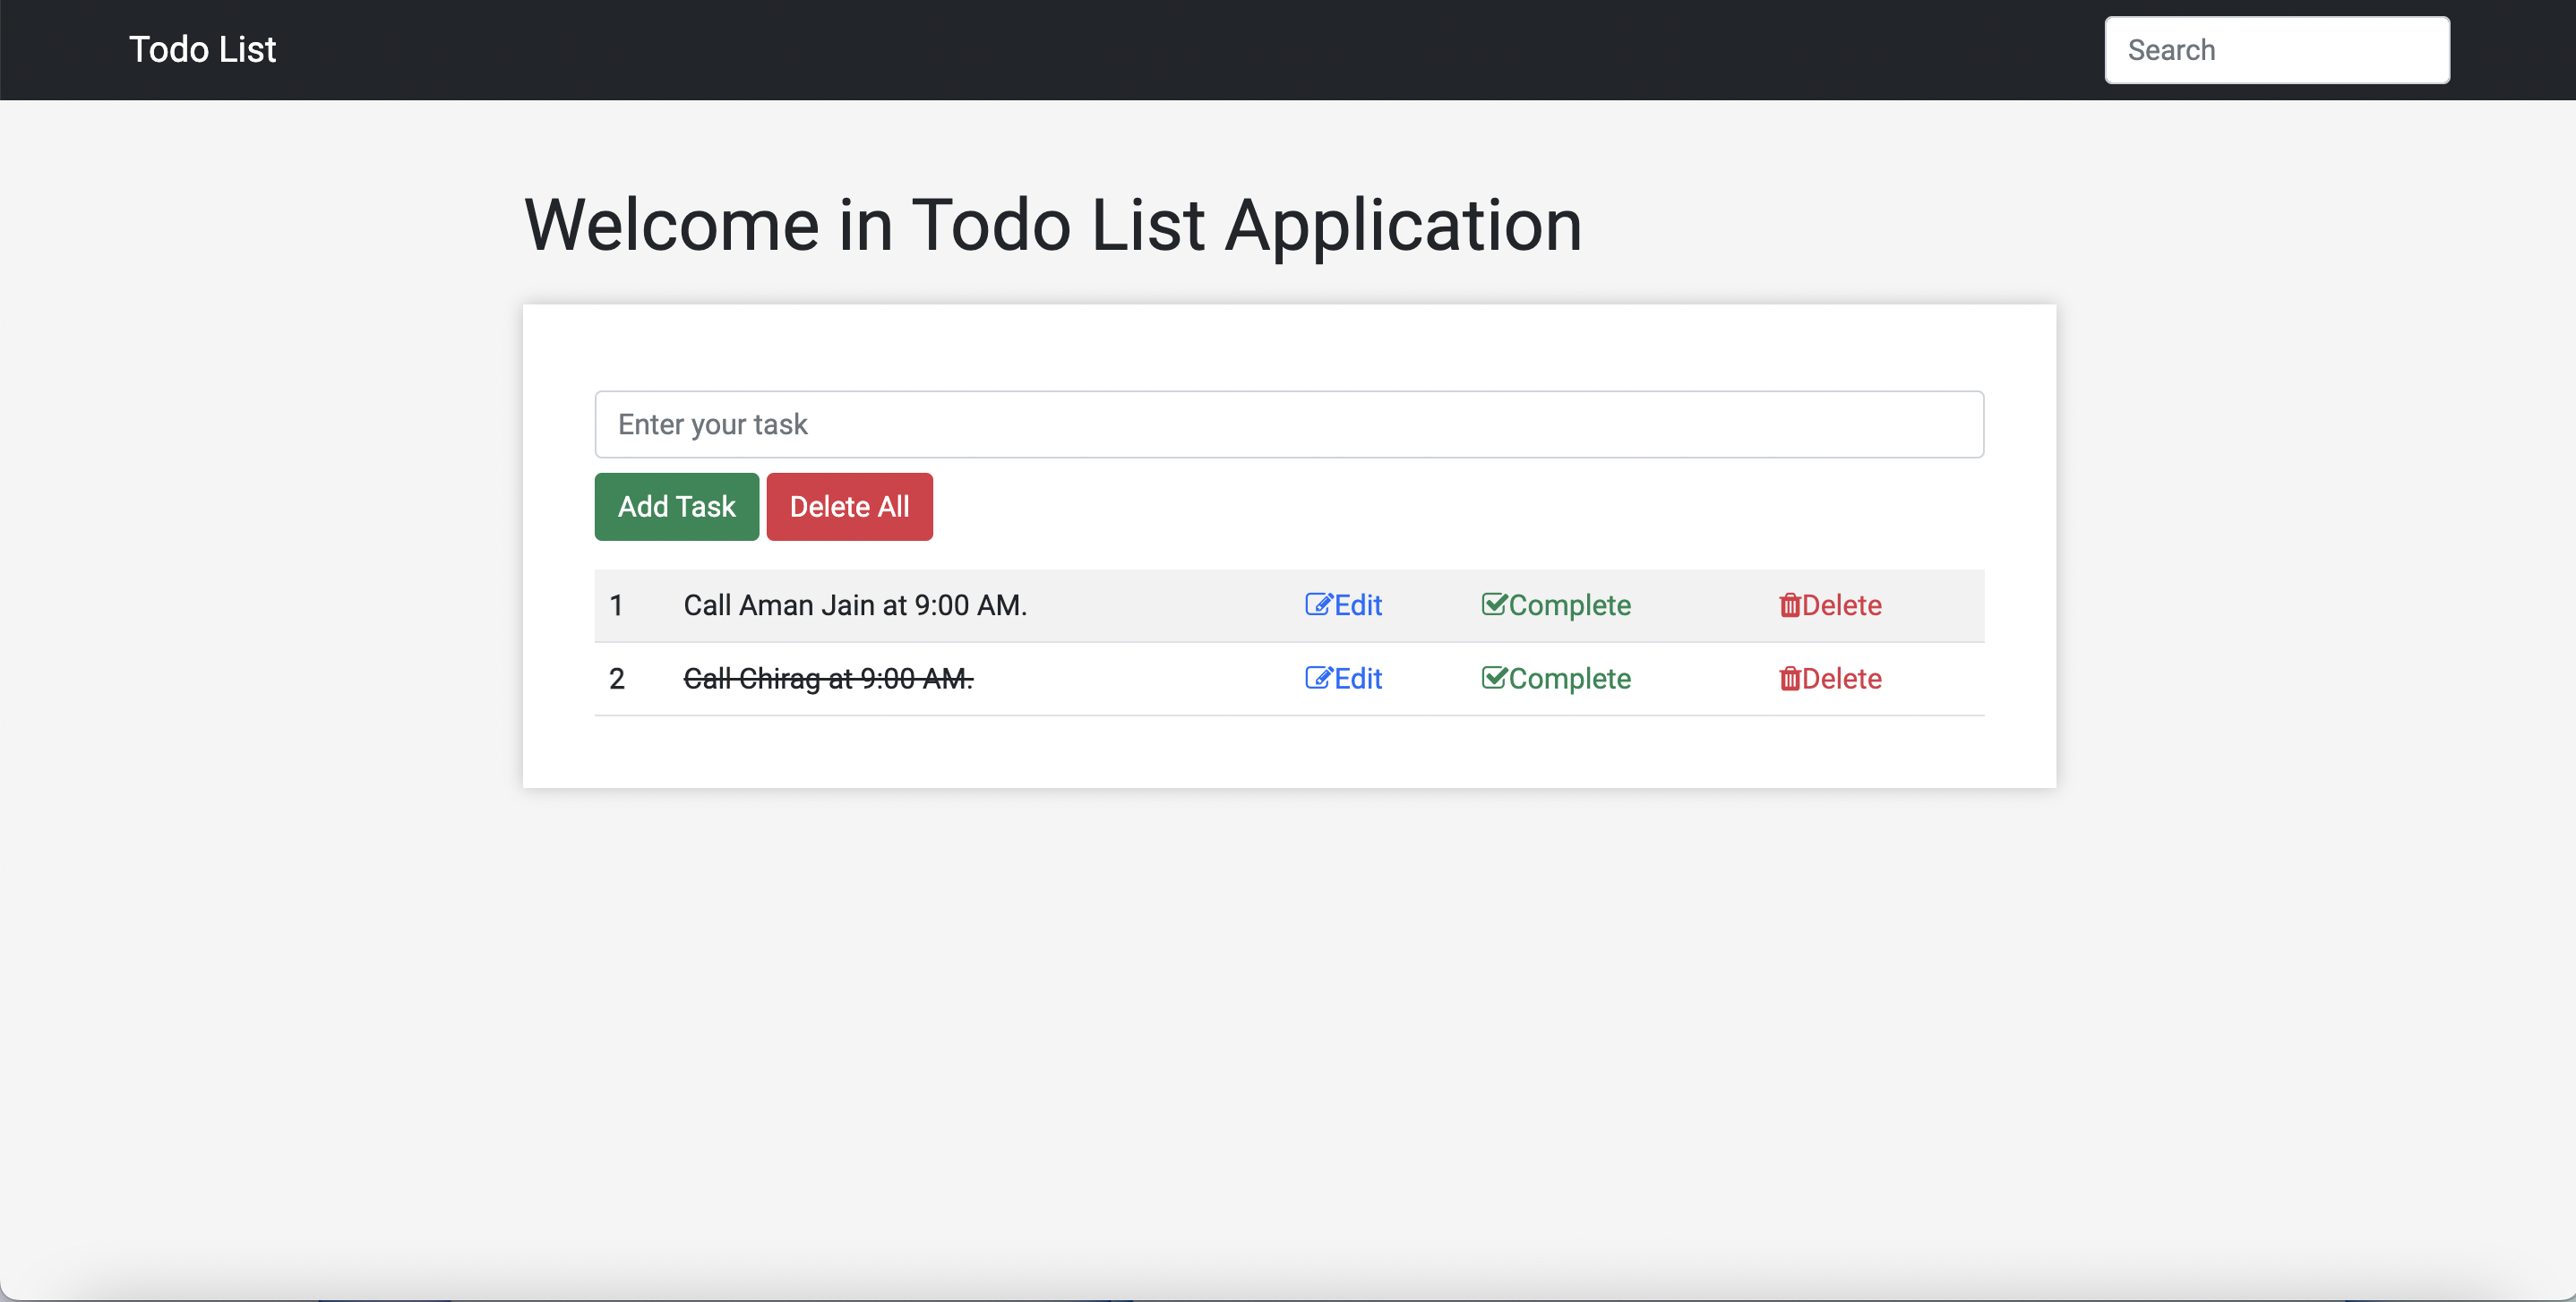 Todo List Search
Welcome in Todo List Application
Enter your task
Add Task Delete All
1 Call Aman Jain at 9:00 AM. Edit Complete Delete
2 Call Chirag at 9:00 AM. Edit Complete Delete